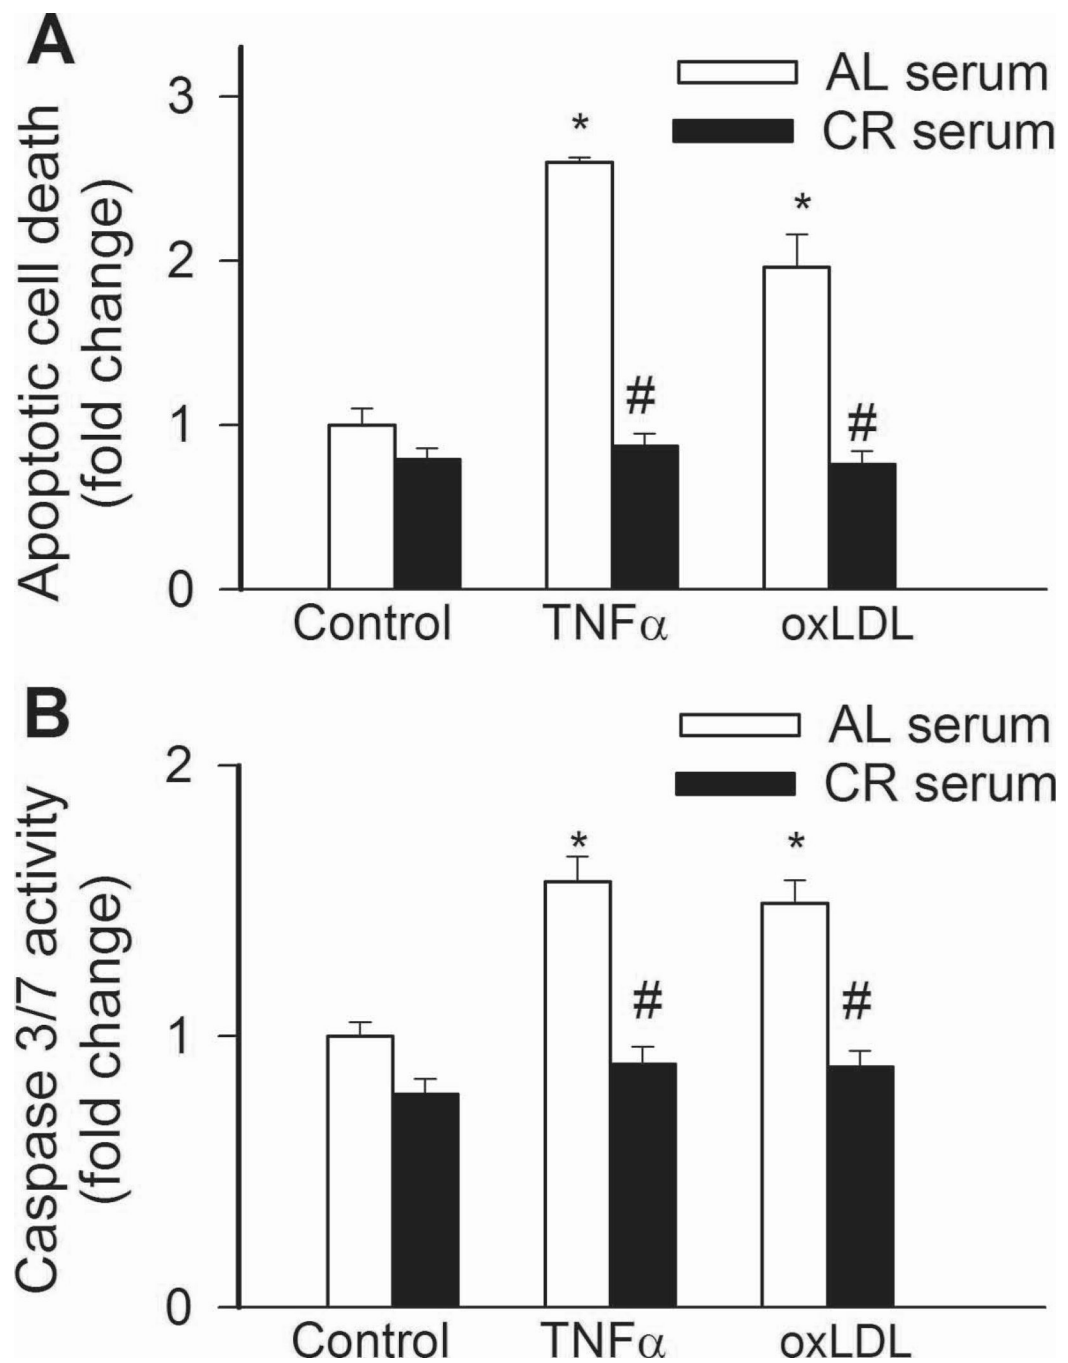 A
Apoptotic cell death
(fold change)
3
2
1
0
AL serum
CR serum
*
*
#
#
Control TNFα oxLDL
B
Caspase 3/7 activity
(fold change)
2
1
0
AL serum
CR serum
*
*
#
#
Control TNFα oxLDL